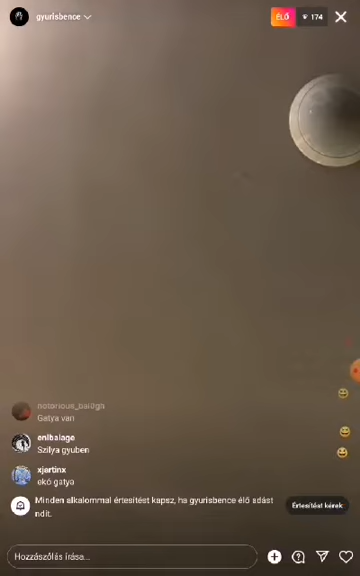 gyurisbence
ÉLŐ
174
notorious_balogh
Gatya van
enlbalage
Szilya gyuben
xjartinx
ekó gatya
Minden alkalommal értesítést kapsz, ha gyurisbence élő adást
indít.
Értesítést kérek
Hozzászólás írása...